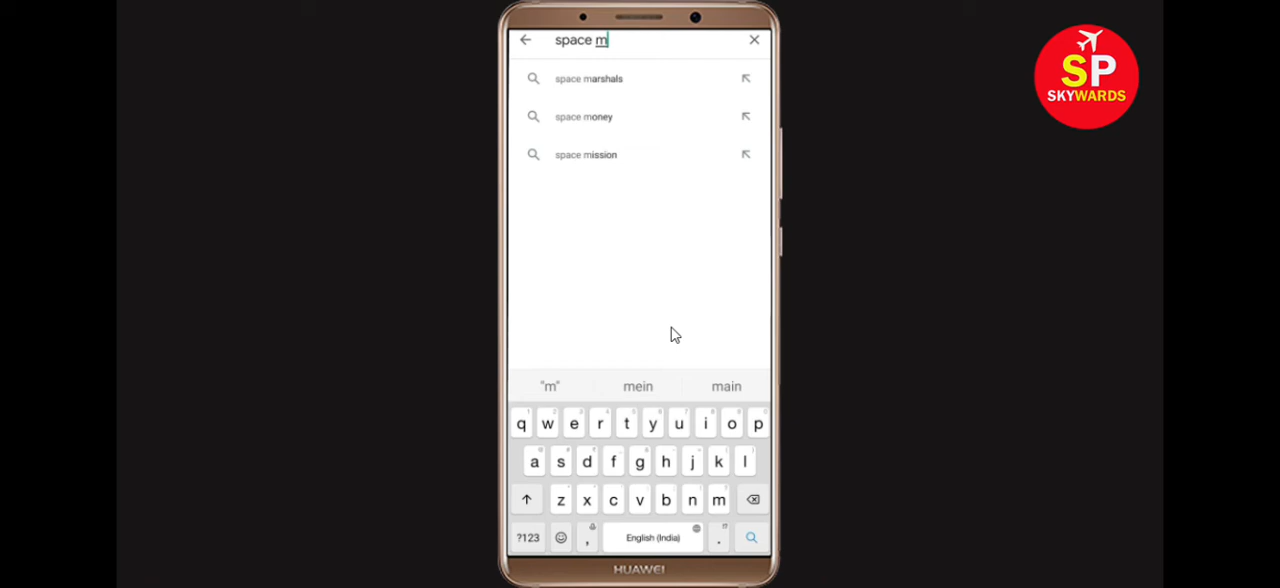 space m
SP
SKYWARDS
space marshals
space money
space mission
"m" mein main
q w e r t y u i o p
a s d f g h j k l
z x c v b n m
?123 , English (India) .
HUAWEI